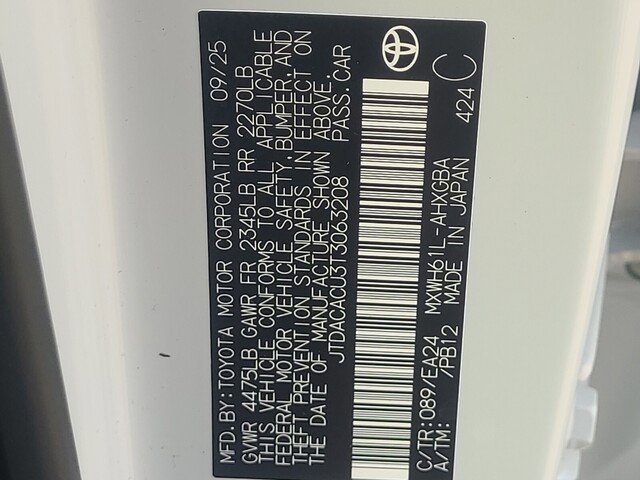 MFD. BY: TOYOTA MOTOR CORPORATION 09/25
GVWR 4475LB GAWR FR 2345LB RR 2270LB
THIS VEHICLE CONFORMS TO ALL APPLICABLE
FEDERAL MOTOR VEHICLE SAFETY, BUMPER, AND
THEFT PREVENTION STANDARDS IN EFFECT ON
THE DATE OF MANUFACTURE SHOWN ABOVE.
JTDACACU3T3063208 PASS. CAR
C/TR: 089/EA24 MXWH61L-AHXGBA
A/TM: /PB12 MADE IN JAPAN
424 C